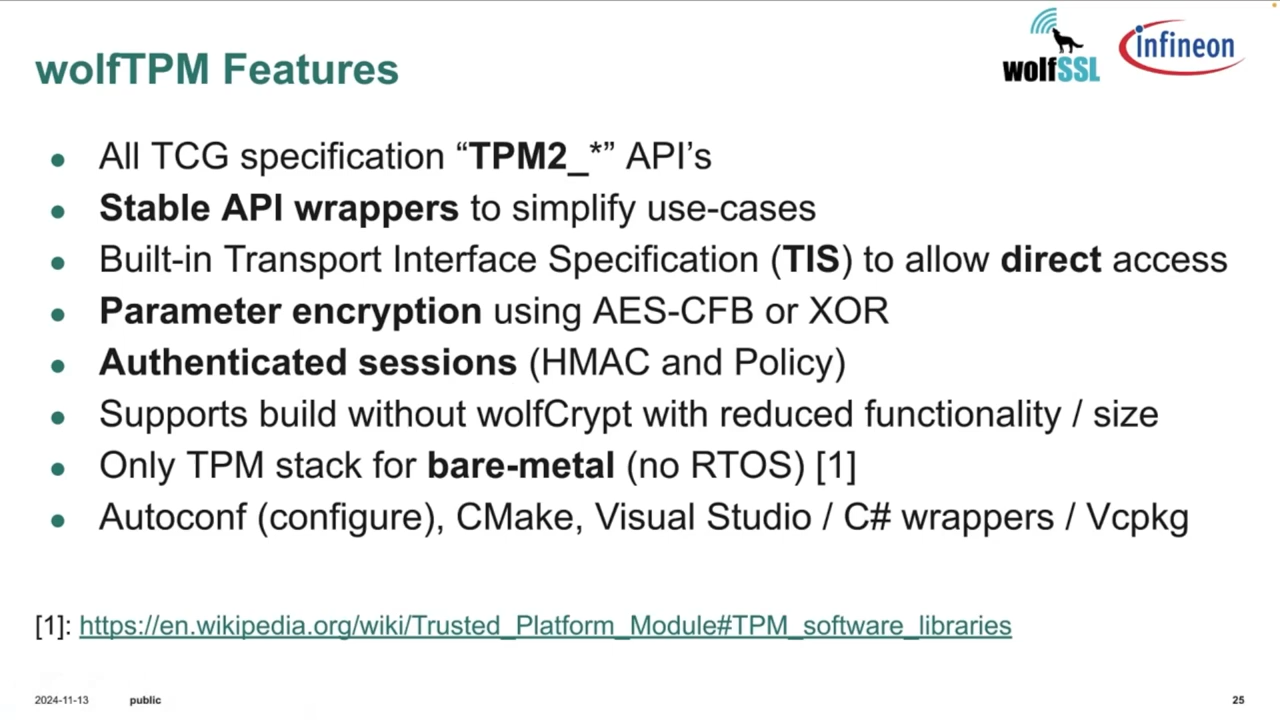 wolfTPM Features
wolfSSL
infineon
All TCG specification “TPM2_*” API’s
Stable API wrappers to simplify use-cases
Built-in Transport Interface Specification (TIS) to allow direct access
Parameter encryption using AES-CFB or XOR
Authenticated sessions (HMAC and Policy)
Supports build without wolfCrypt with reduced functionality / size
Only TPM stack for bare-metal (no RTOS) [1]
Autoconf (configure), CMake, Visual Studio / C# wrappers / Vcpkg
[1]: https://en.wikipedia.org/wiki/Trusted_Platform_Module#TPM_software_libraries
2024-11-13 public 25